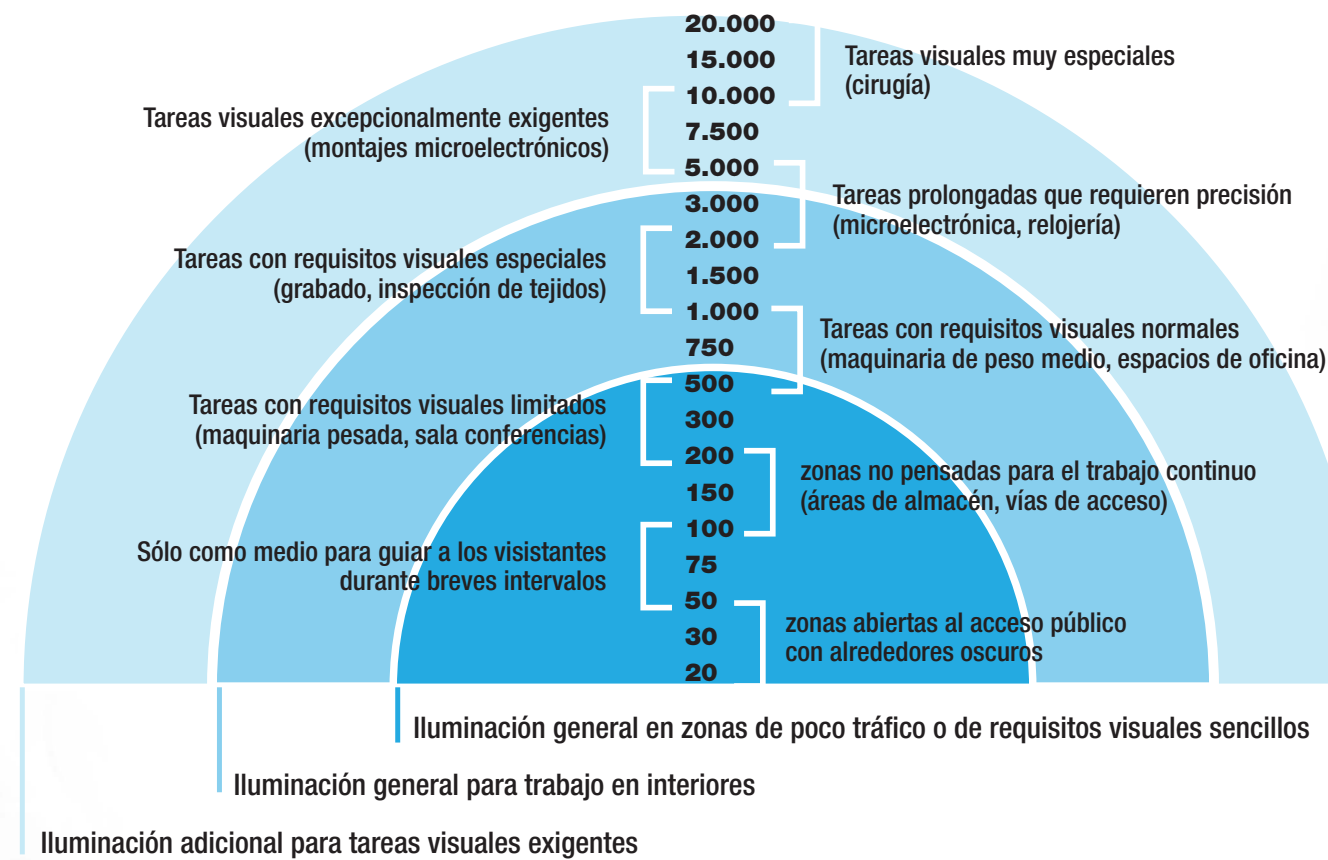 20.000
15.000
10.000
7.500
5.000
3.000
2.000
1.500
1.000
750
500
300
200
150
100
75
50
30
20
Tareas visuales muy especiales
(cirugía)
Tareas visuales excepcionalmente exigentes
(montajes microelectrónicos)
Tareas prolongadas que requieren precisión
(microelectrónica, relojería)
Tareas con requisitos visuales especiales
(grabado, inspección de tejidos)
Tareas con requisitos visuales normales
(maquinaria de peso medio, espacios de oficina)
Tareas con requisitos visuales limitados
(maquinaria pesada, sala conferencias)
zonas no pensadas para el trabajo continuo
(áreas de almacén, vías de acceso)
Sólo como medio para guiar a los visistantes
durante breves intervalos
zonas abiertas al acceso público
con alrededores oscuros
Iluminación general en zonas de poco tráfico o de requisitos visuales sencillos
Iluminación general para trabajo en interiores
Iluminación adicional para tareas visuales exigentes